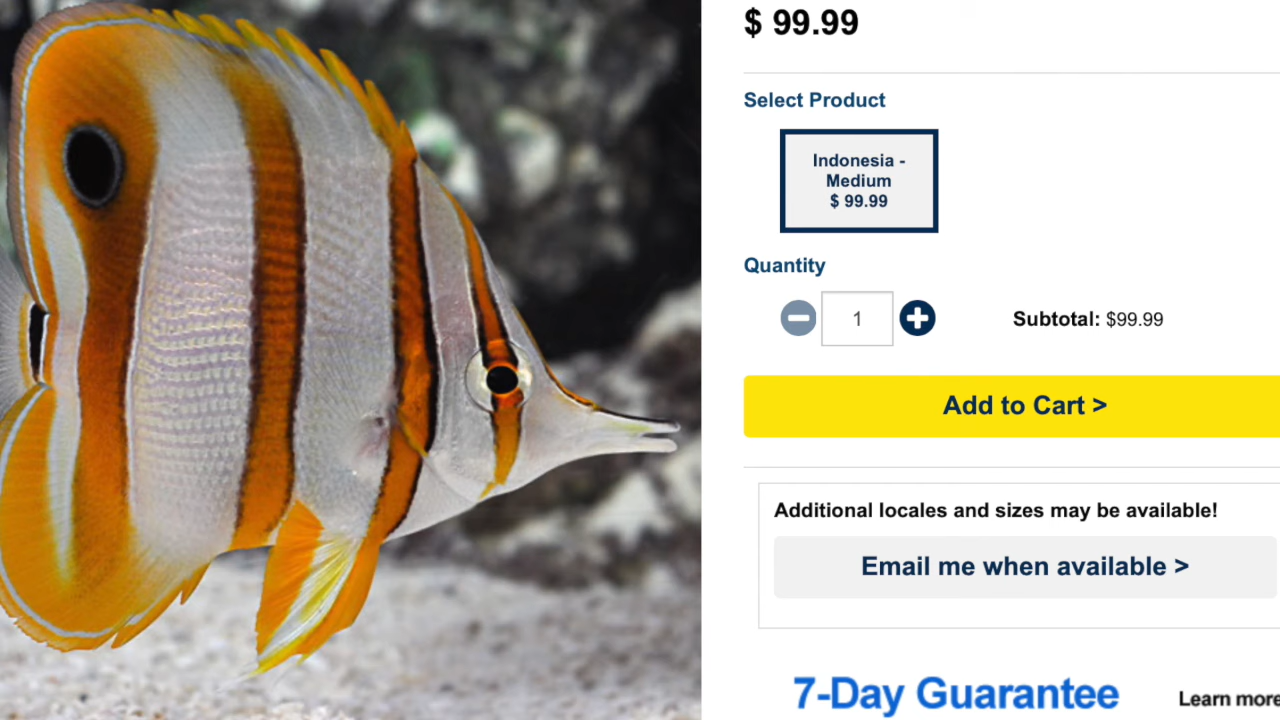 $ 99.99
Select Product
Indonesia -
Medium
$ 99.99
Quantity
1
Subtotal: $99.99
Add to Cart >
Additional locales and sizes may be available!
Email me when available >
7-Day Guarantee
Learn more